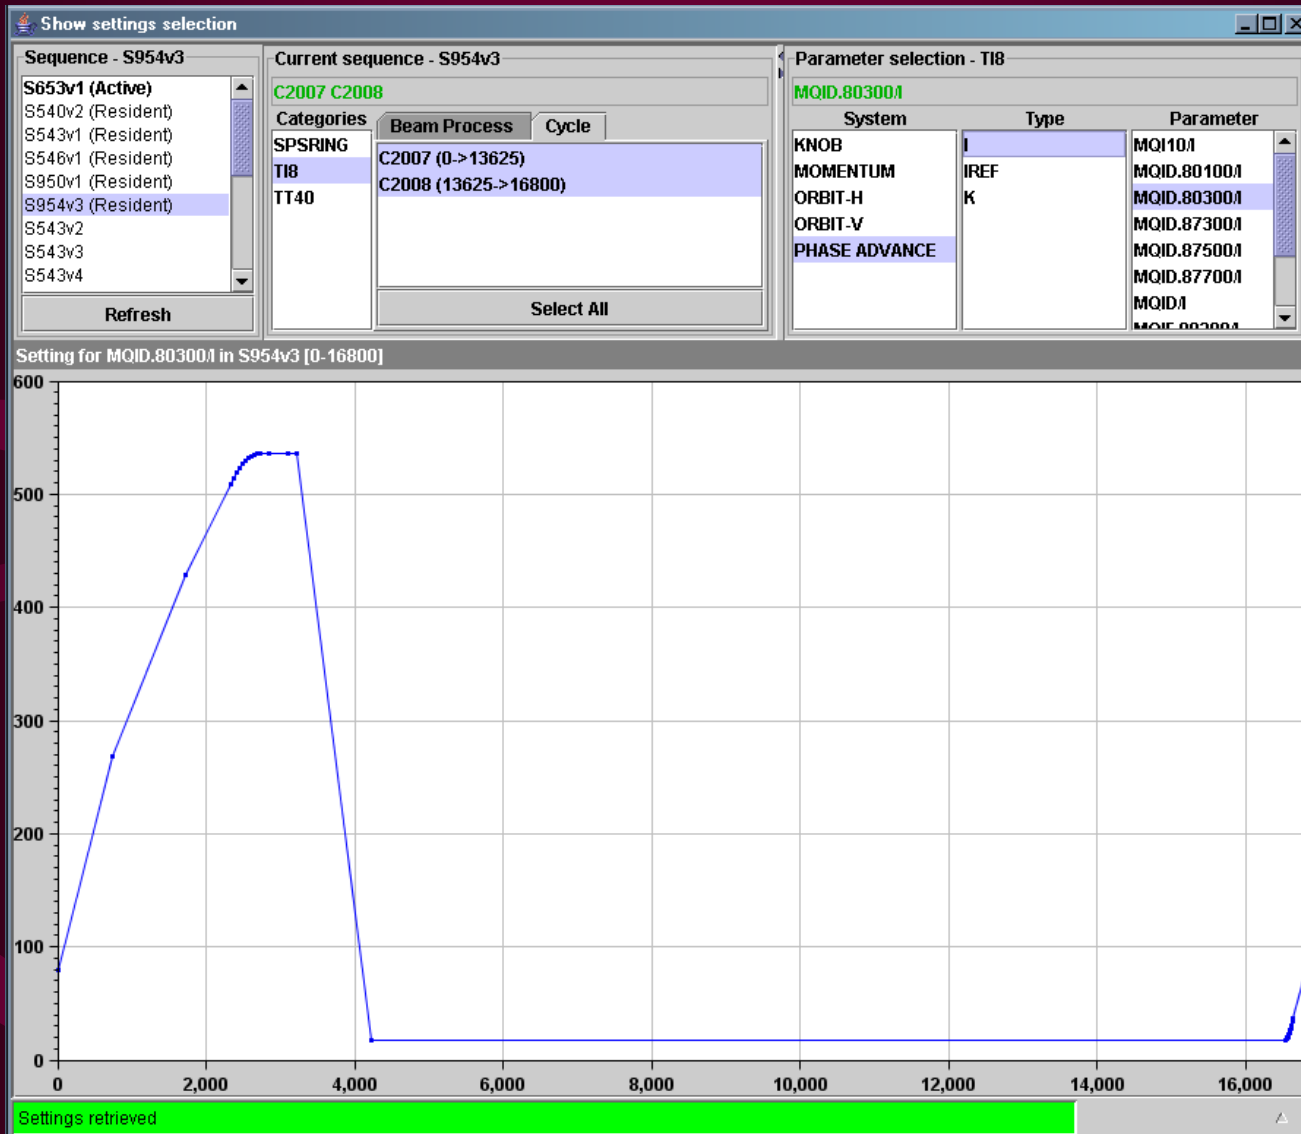 Show settings selection
Sequence - S954v3
S653v1 (Active)
S540v2 (Resident)
S543v1 (Resident)
S546v1 (Resident)
S950v1 (Resident)
S954v3 (Resident)
S543v2
S543v3
S543v4
Refresh
Current sequence - S954v3
C2007 C2008
Categories
SPSRING
TI8
TT40
Beam Process
Cycle
C2007 (0->13625)
C2008 (13625->16800)
Select All
Parameter selection - TI8
MQID.80300/I
System
KNOB
MOMENTUM
ORBIT-H
ORBIT-V
PHASE ADVANCE
Type
I
IREF
K
Parameter
MQI10/I
MQID.80100/I
MQID.80300/I
MQID.87300/I
MQID.87500/I
MQID.87700/I
MQID/I
Setting for MQID.80300/I in S954v3 [0-16800]
600
500
400
300
200
100
0
0 2,000 4,000 6,000 8,000 10,000 12,000 14,000 16,000
Settings retrieved